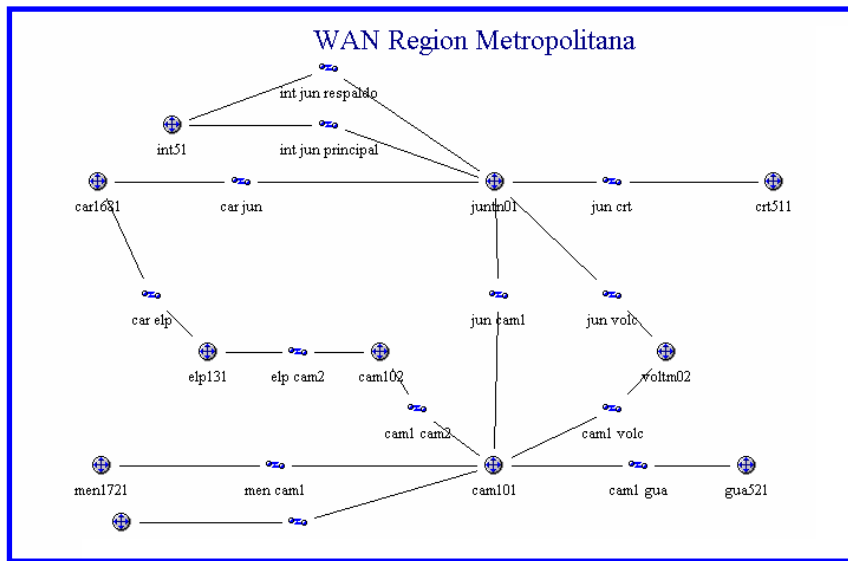 WAN Region Metropolitana
int jun respaldo
int51
int jun principal
car1681
car jun
juntn01
jun crt
crt511
car elp
jun cam1
jun volc
elp131
elp cam2
cam102
voltm02
cam1 cam2
cam1 volc
men1721
men cam1
cam101
cam1 gua
gua521